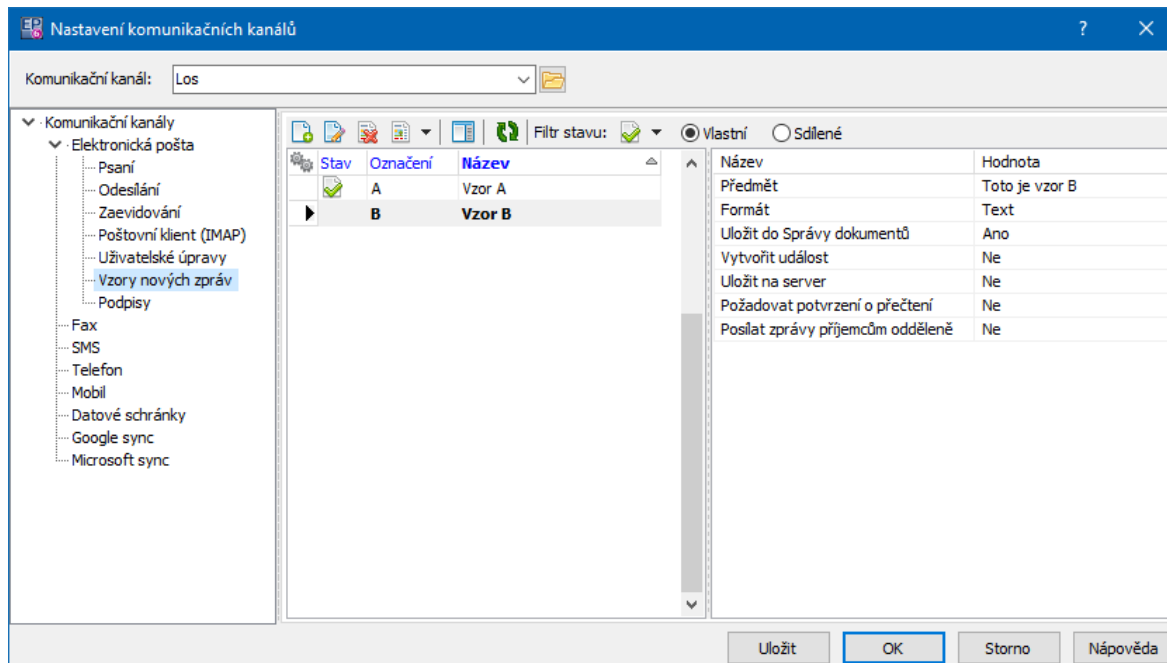 Nastavení komunikačních kanálů
?
Komunikační kanál: Los
Komunikační kanály
Elektronická pošta
Psaní
Odesílání
Zaevidování
Poštovní klient (IMAP)
Uživatelské úpravy
Vzory nových zpráv
Podpisy
Fax
SMS
Telefon
Mobil
Datové schránky
Google sync
Microsoft sync
Filtr stavu: Vlastní Sdílené
Stav Označení Název
A Vzor A
B Vzor B
Název Hodnota
Předmět Toto je vzor B
Formát Text
Uložit do Správy dokumentů Ano
Vytvořit událost Ne
Uložit na server Ne
Požadovat potvrzení o přečtení Ne
Posílat zprávy příjemcům odděleně Ne
Uložit OK Storno Nápověda